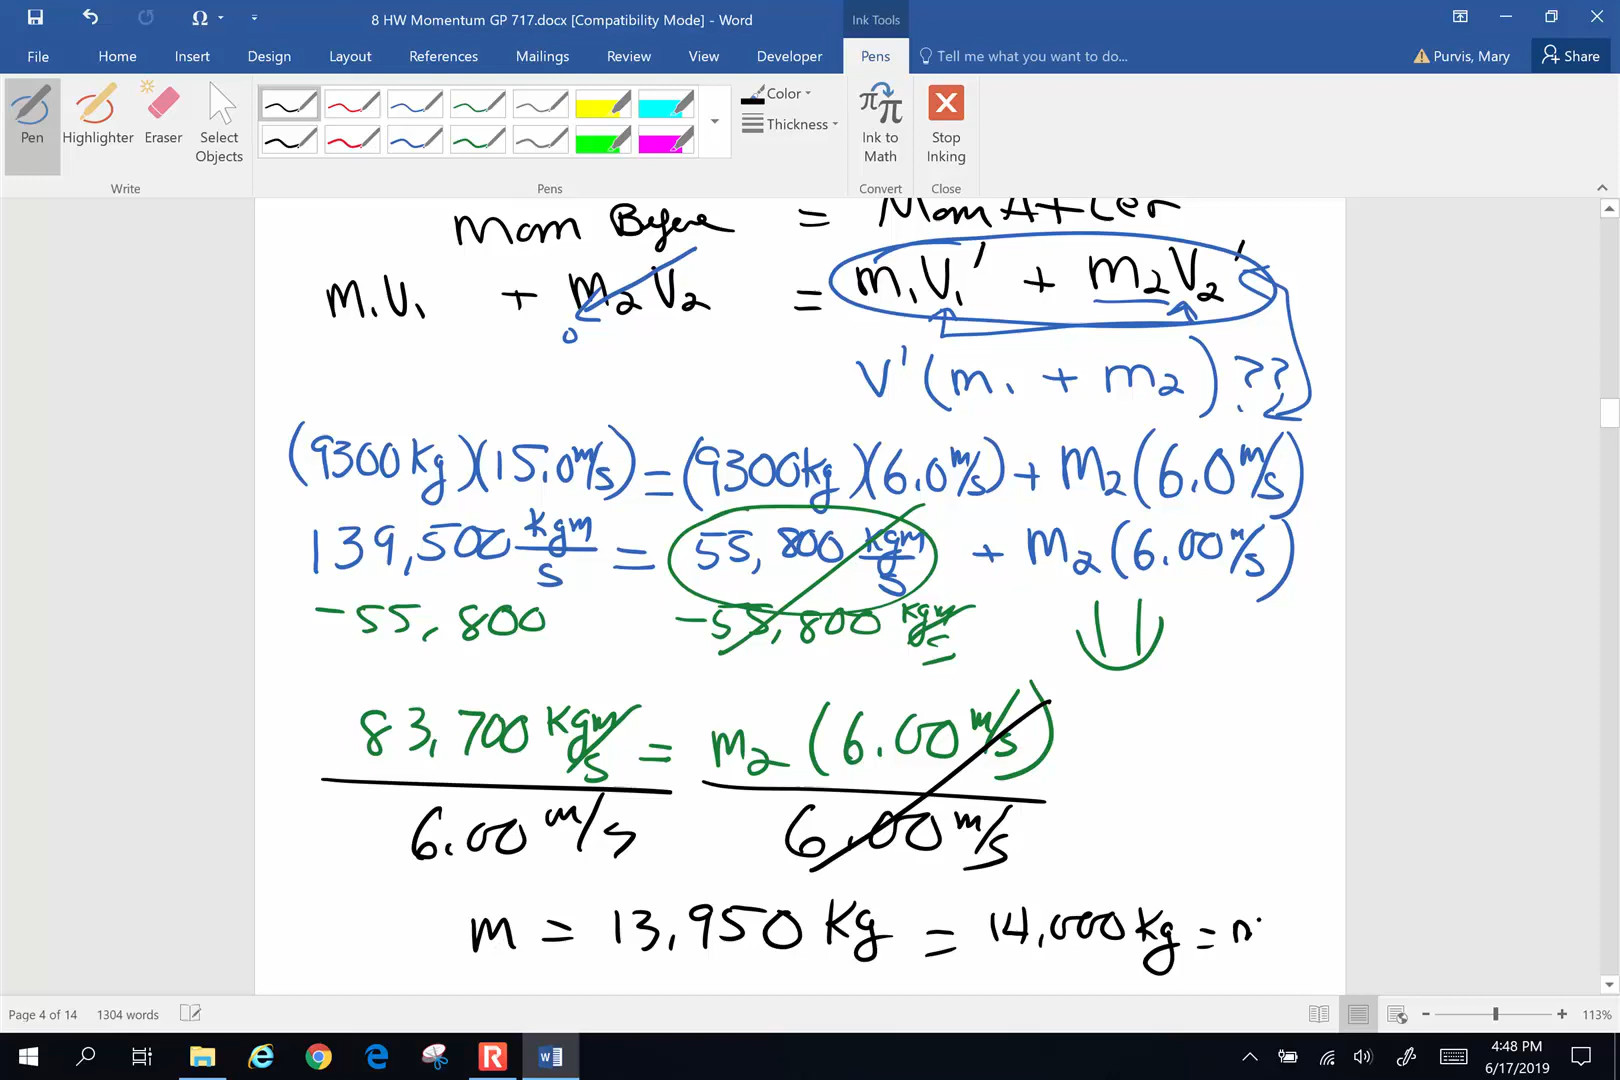 8 HW Momentum GP 717.docx [Compatibility Mode] - Word
Ink Tools
File Home Insert Design Layout References Mailings Review View Developer Pens Tell me what you want to do... Purvis, Mary Share
Pen Highlighter Eraser Select Objects
Color
Thickness
Ink to Math
Stop Inking
Write Pens Convert Close
Mom Before = Mom After
m₁V₁ + m₂V₂ = m₁V₁' + m₂V₂'
0
V'(m₁ + m₂) ??
(9300 Kg)(15.0 m/s) = (9300 kg)(6.0 m/s) + m₂(6.0 m/s)
139,500 kgm/s = 55,800 kgm/s + m₂(6.00 m/s)
-55,800 -55,800 kgm/s
83,700 kgm/s = m₂(6.00 m/s)
6.00 m/s 6.00 m/s
m = 13,950 Kg = 14,000 kg =
Page 4 of 14 1304 words 113%
4:48 PM
6/17/2019